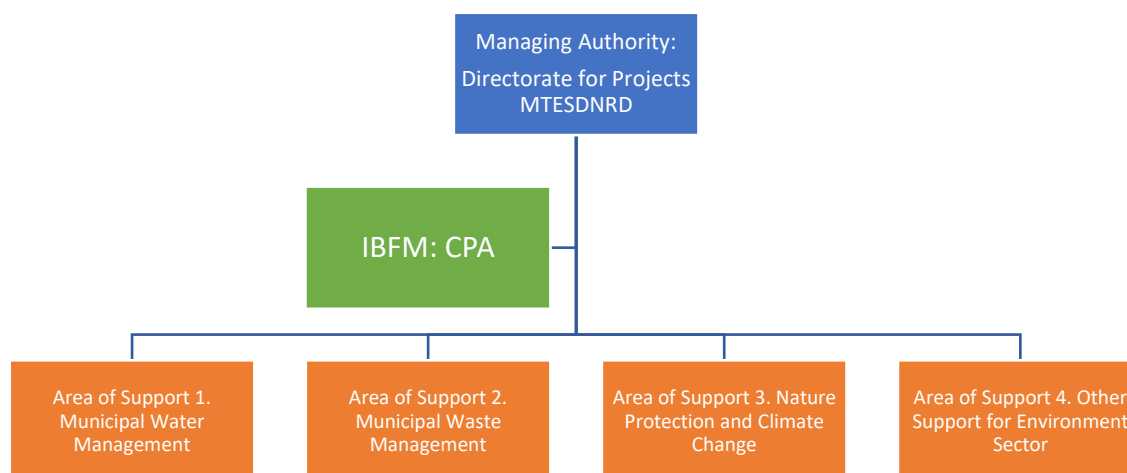 Managing Authority:
Directorate for Projects
MTESDNRD
IBFM: CPA
Area of Support 1.
Municipal Water
Management
Area of Support 2.
Municipal Waste
Management
Area of Support 3. Nature
Protection and Climate
Change
Area of Support 4. Other
Support for Environment
Sector